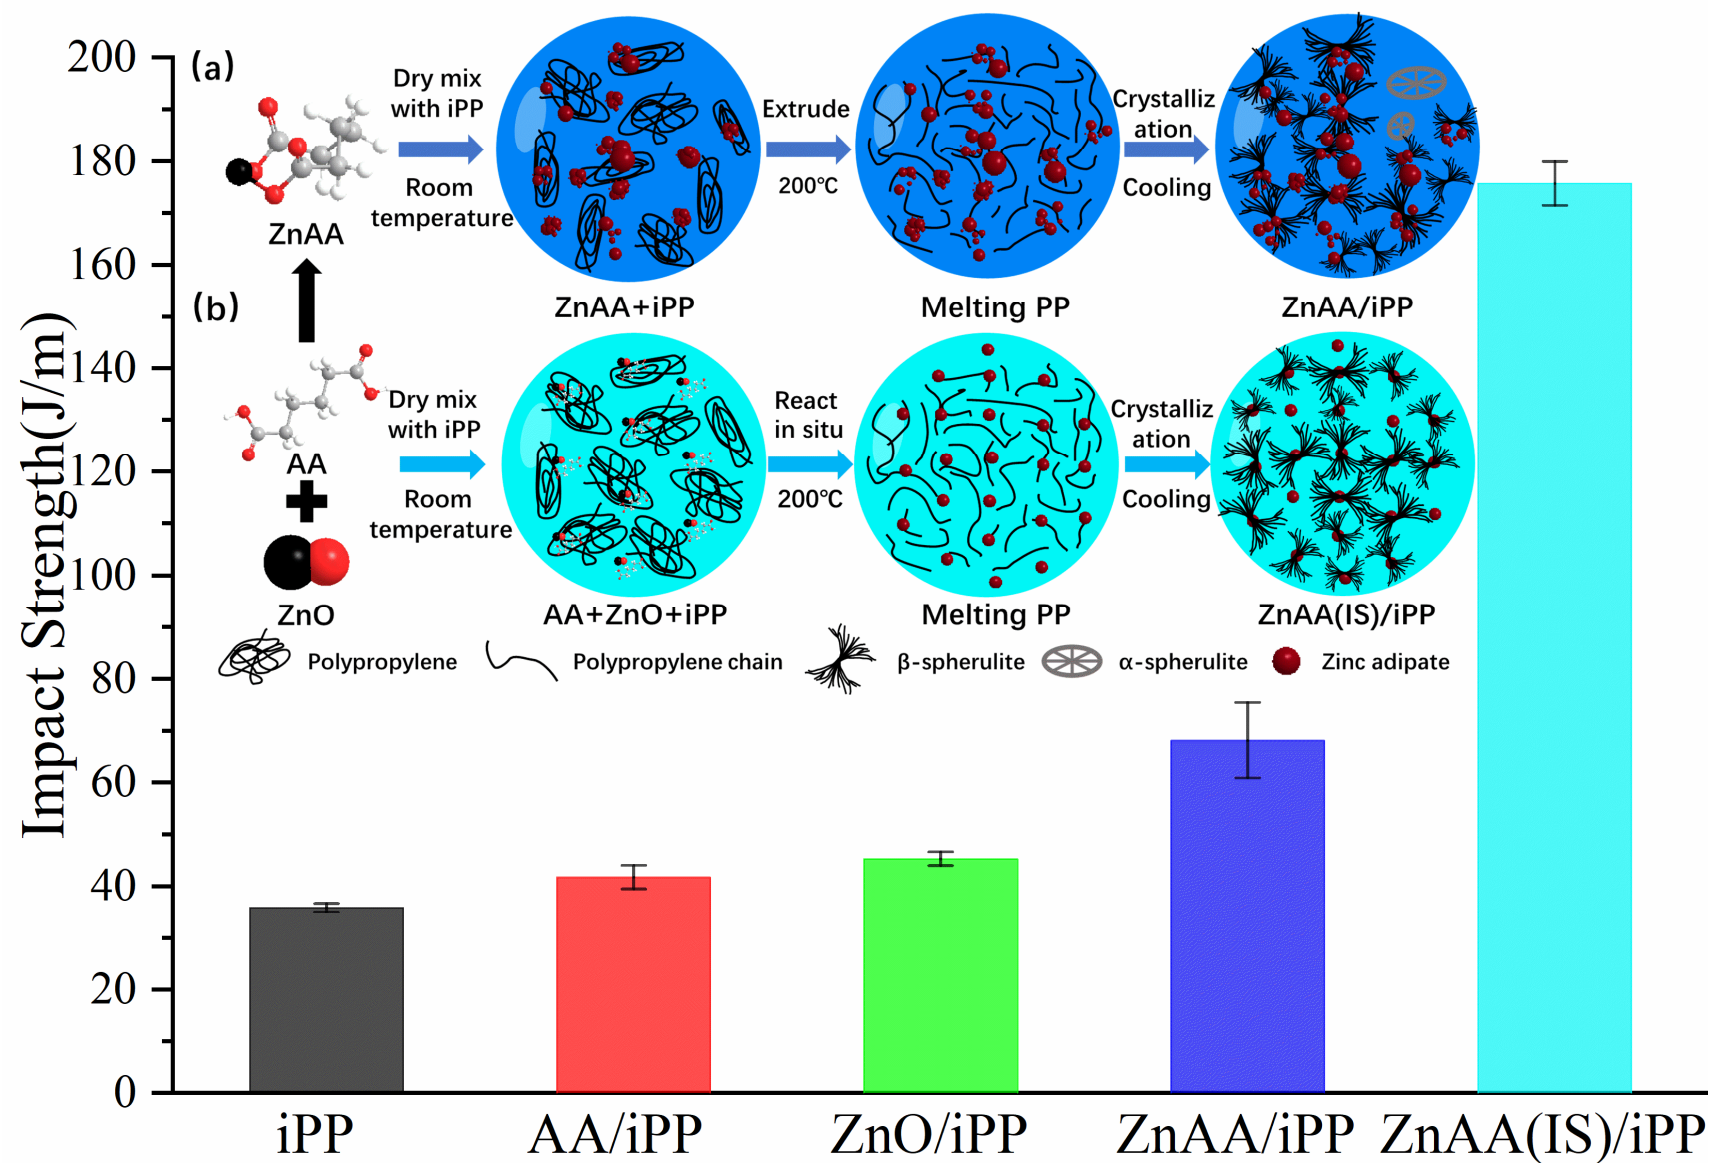 Impact Strength(J/m)
200
180
160
140
120
100
80
60
40
20
0
(a)
ZnAA
Dry mix
with iPP
Room
temperature
ZnAA+iPP
Extrude
200°C
Melting PP
Crystalliz
ation
Cooling
ZnAA/iPP
(b)
AA
ZnO
Dry mix
with iPP
Room
temperature
AA+ZnO+iPP
React
in situ
200°C
Melting PP
Crystalliz
ation
Cooling
ZnAA(IS)/iPP
Polypropylene
Polypropylene chain
β-spherulite
α-spherulite
Zinc adipate
iPP
AA/iPP
ZnO/iPP
ZnAA/iPP
ZnAA(IS)/iPP